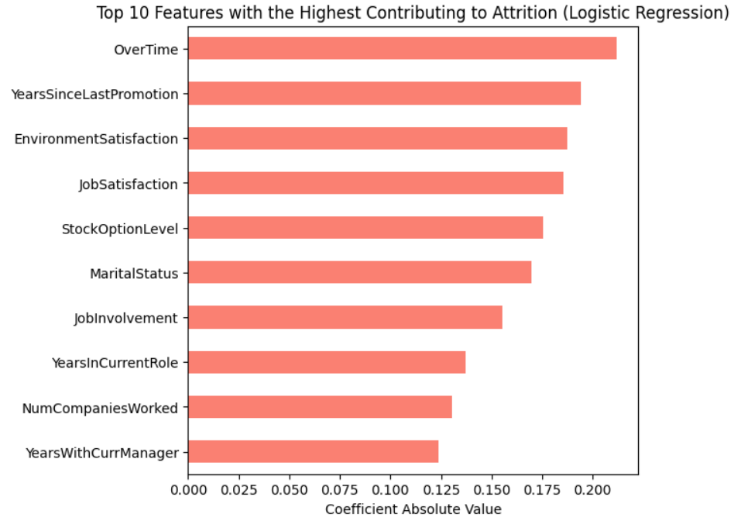 Top 10 Features with the Highest Contributing to Attrition (Logistic Regression)
OverTime
YearsSinceLastPromotion
EnvironmentSatisfaction
JobSatisfaction
StockOptionLevel
MaritalStatus
JobInvolvement
YearsInCurrentRole
NumCompaniesWorked
YearsWithCurrManager
0.000 0.025 0.050 0.075 0.100 0.125 0.150 0.175 0.200
Coefficient Absolute Value